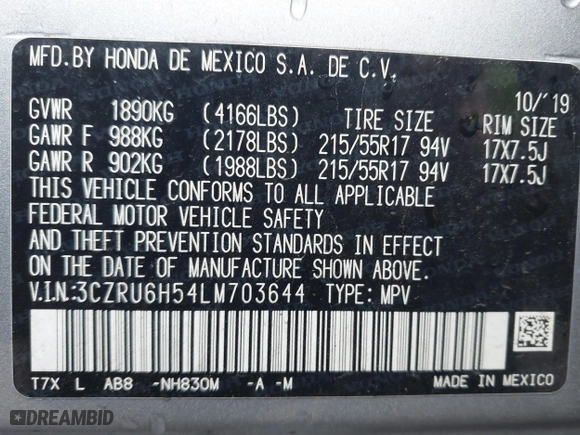 MFD.BY HONDA DE MEXICO S.A. DE C.V.
10/'19
GVWR 1890KG (4166LBS) TIRE SIZE RIM SIZE
GAWR F 988KG (2178LBS) 215/55R17 94V 17X7.5J
GAWR R 902KG (1988LBS) 215/55R17 94V 17X7.5J
THIS VEHICLE CONFORMS TO ALL APPLICABLE
FEDERAL MOTOR VEHICLE SAFETY
AND THEFT PREVENTION STANDARDS IN EFFECT
ON THE DATE OF MANUFACTURE SHOWN ABOVE.
V.I.N.:3CZRU6H54LM703644 TYPE: MPV
T7X L AB8 -NH830M -A -M MADE IN MEXICO
DREAMBID